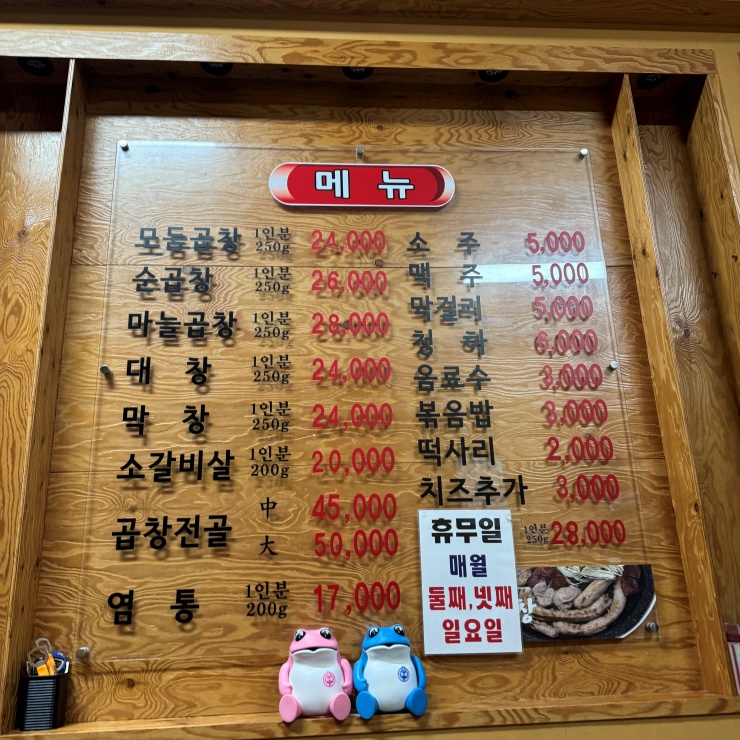 메 뉴
모둠곱창 1인분 250g 24,000
순곱창 1인분 250g 26,000
마늘곱창 1인분 250g 28,000
대 창 1인분 250g 24,000
막 창 1인분 250g 24,000
소갈비살 1인분 200g 20,000
곱창전골 中 45,000
大 50,000
염 통 1인분 200g 17,000
소 주 5,000
맥 주 5,000
막걸리 5,000
청 하 6,000
음료수 3,000
볶음밥 3,000
떡사리 2,000
치즈추가 3,000
1인분 250g 28,000
휴무일
매월
둘째,넷째
일요일